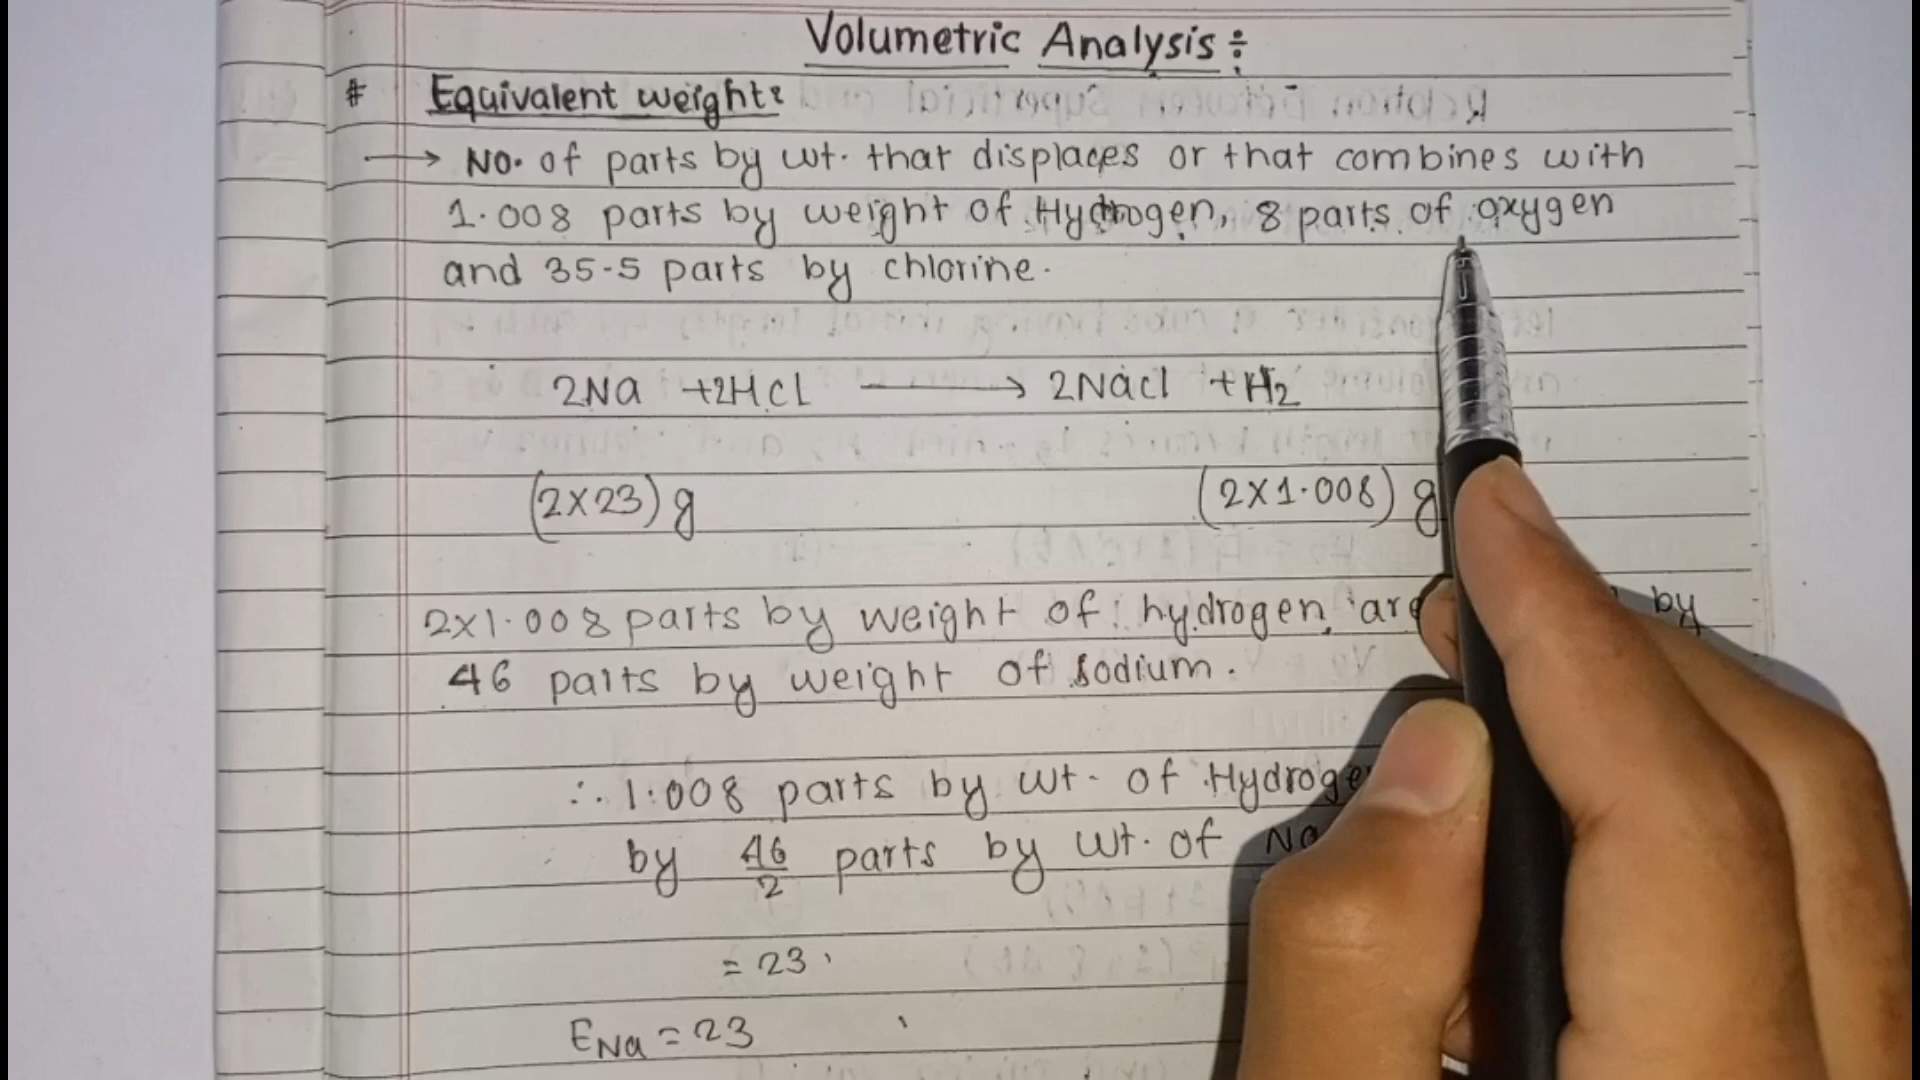 Volumetric Analysis:
# Equivalent weight:
→ No. of parts by wt. that displaces or that combines with
1.008 parts by weight of Hydrogen, 8 parts of oxygen
and 35.5 parts by chlorine.
2Na +2HCl → 2NaCl +H2
(2×23) g (2×1.008) g
2×1.008 parts by weight of hydrogen are by
46 parts by weight of sodium.
∴ 1.008 parts by wt. of Hydroge
by 46/2 parts by wt. of Na
= 23.
ENa = 23